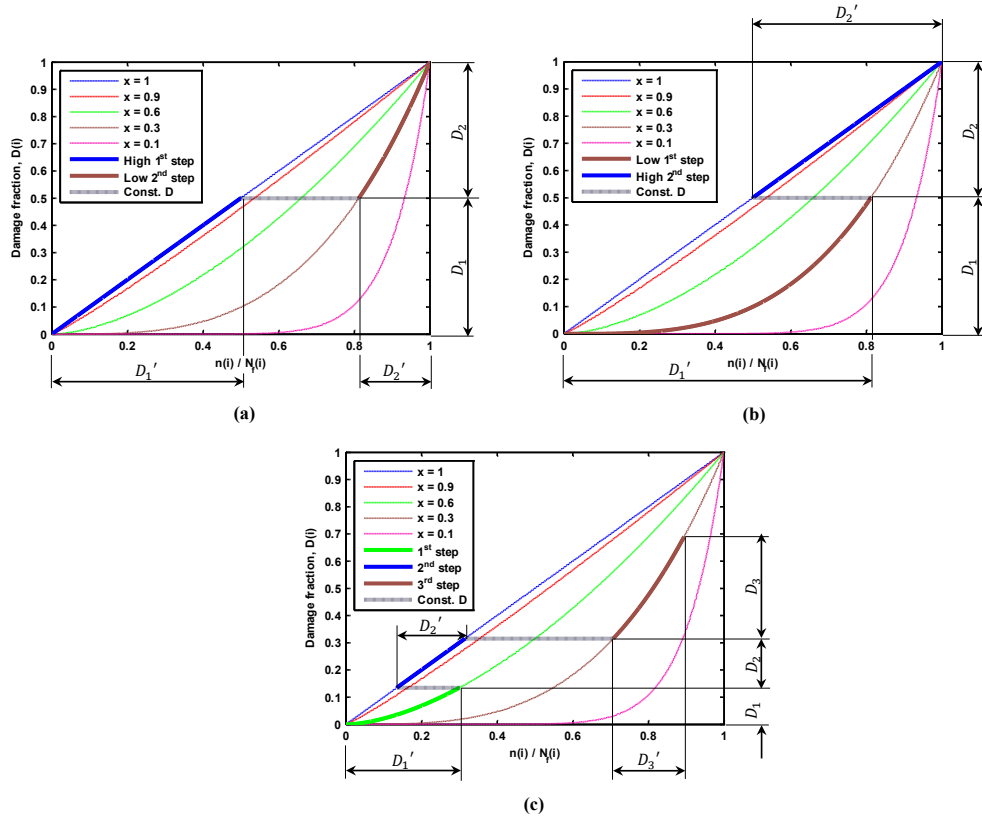 D₂′
1
0.9
0.8
0.7
0.6
0.5
0.4
0.3
0.2
0.1
0
Damage fraction, D(i)
x = 1
x = 0.9
x = 0.6
x = 0.3
x = 0.1
High 1ˢᵗ step
Low 2ⁿᵈ step
Const. D
D₂
D₁
0 0.2 0.4 0.6 0.8 1
n(i) / Nf(i)
D₁′ D₂′
(a)
1
0.9
0.8
0.7
0.6
0.5
0.4
0.3
0.2
0.1
0
Damage fraction, D(i)
x = 1
x = 0.9
x = 0.6
x = 0.3
x = 0.1
Low 1ˢᵗ step
High 2ⁿᵈ step
Const. D
D₂
D₁
0 0.2 0.4 0.6 0.8 1
n(i) / Nf(i)
D₁′
(b)
1
0.9
0.8
0.7
0.6
0.5
0.4
0.3
0.2
0.1
0
Damage fraction, D(i)
x = 1
x = 0.9
x = 0.6
x = 0.3
x = 0.1
1ˢᵗ step
2ⁿᵈ step
3ʳᵈ step
Const. D
D₂′
D₃
D₂
D₁
0 0.2 0.4 0.6 0.8 1
n(i) / Nf(i)
D₁′ D₃′
(c)